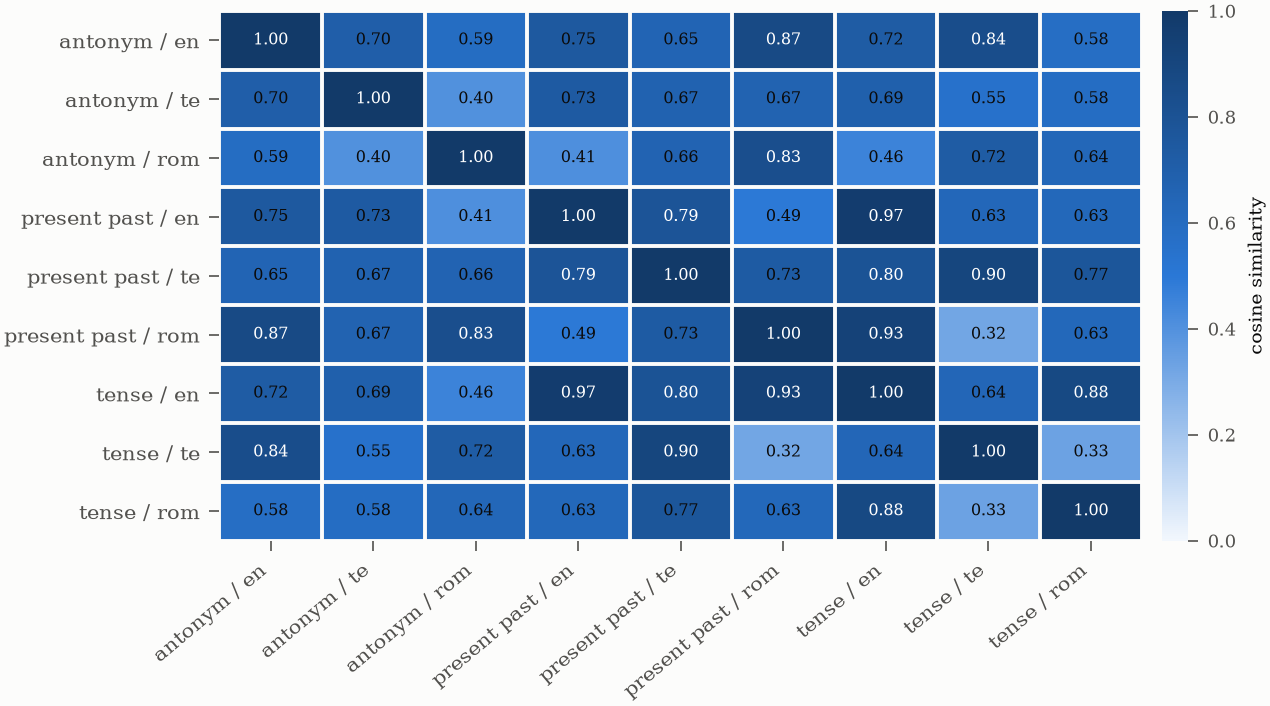 antonym / en 1.00 0.70 0.59 0.75 0.65 0.87 0.72 0.84 0.58
antonym / te 0.70 1.00 0.40 0.73 0.67 0.67 0.69 0.55 0.58
antonym / rom 0.59 0.40 1.00 0.41 0.66 0.83 0.46 0.72 0.64
present past / en 0.75 0.73 0.41 1.00 0.79 0.49 0.97 0.63 0.63
present past / te 0.65 0.67 0.66 0.79 1.00 0.73 0.80 0.90 0.77
present past / rom 0.87 0.67 0.83 0.49 0.73 1.00 0.93 0.32 0.63
tense / en 0.72 0.69 0.46 0.97 0.80 0.93 1.00 0.64 0.88
tense / te 0.84 0.55 0.72 0.63 0.90 0.32 0.64 1.00 0.33
tense / rom 0.58 0.58 0.64 0.63 0.77 0.63 0.88 0.33 1.00
antonym / en
antonym / te
antonym / rom
present past / en
present past / te
present past / rom
tense / en
tense / te
tense / rom
1.0
0.8
0.6
0.4
0.2
0.0
cosine similarity